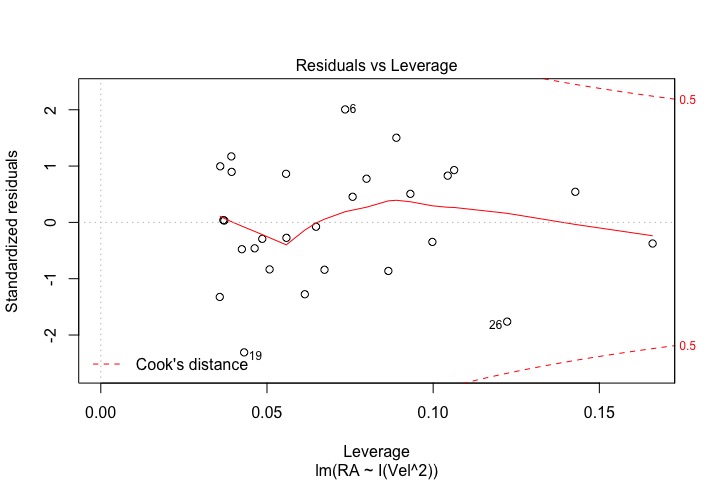 Residuals vs Leverage
Standardized residuals
2
1
0
-1
-2
6
19
26
0.5
0.5
Cook's distance
0.00
0.05
0.10
0.15
Leverage
lm(RA ~ I(Vel^2))